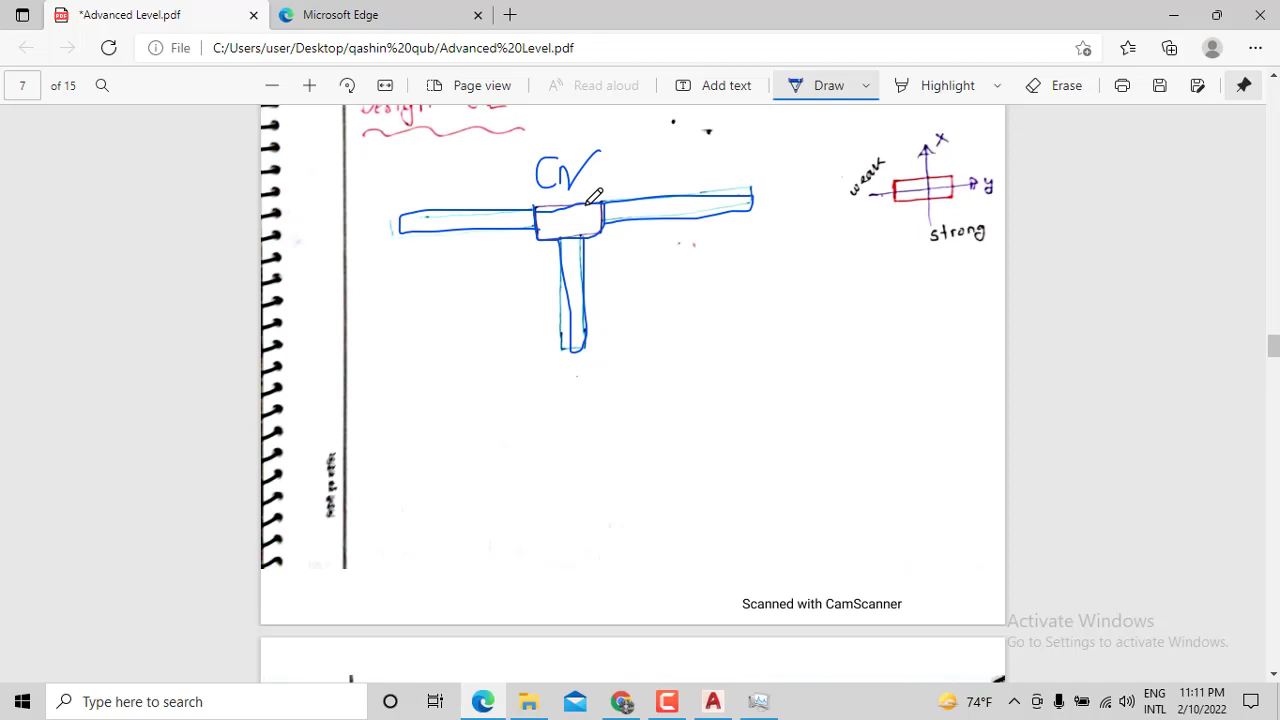 *Advanced Level.pdf
Microsoft Edge
File C:/Users/user/Desktop/qashin%20qub/Advanced%20Level.pdf
7 of 15
Page view
Read aloud
Add text
Draw
Highlight
Erase
weak
X
y
strong
Scanned with CamScanner
Activate Windows
Go to Settings to activate Windows.
Type here to search
74°F
ENG
INTL
11:11 PM
2/10/2022